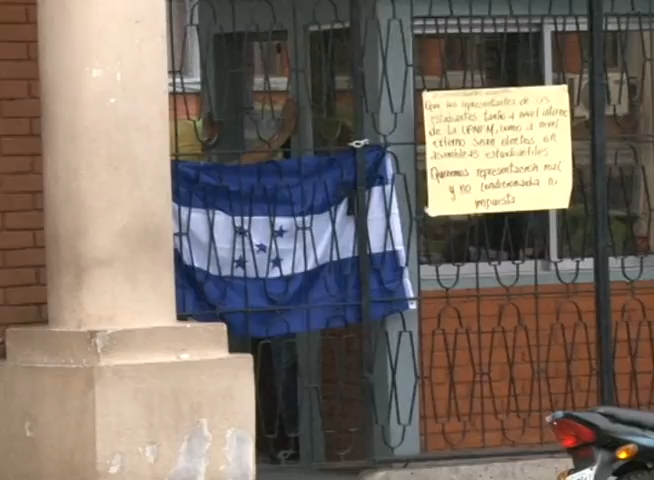 Que los representantes de los
estudiantes tanto a nivel interno
de la UPNFM, como a nivel
externo sean electos en
asambleas estudiantiles.
Queremos representación real
y no condicionada ni
impuesta